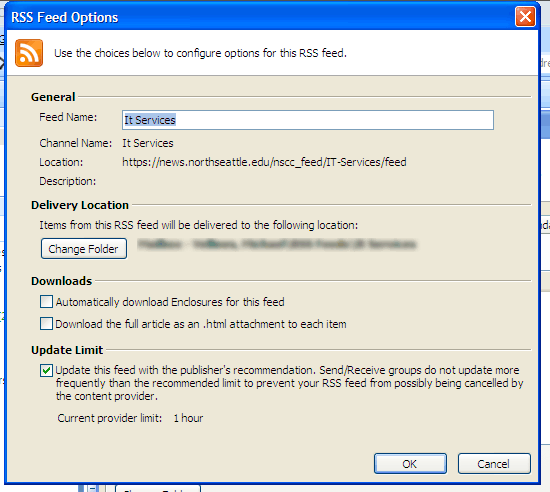 RSS Feed Options
Use the choices below to configure options for this RSS feed.
General
Feed Name: It Services
Channel Name: It Services
Location: https://news.northseattle.edu/nscc_feed/IT-Services/feed
Description:
Delivery Location
Items from this RSS feed will be delivered to the following location:
Change Folder
Downloads
Automatically download Enclosures for this feed
Download the full article as an .html attachment to each item
Update Limit
Update this feed with the publisher's recommendation. Send/Receive groups do not update more
frequently than the recommended limit to prevent your RSS feed from possibly being cancelled by
the content provider.
Current provider limit: 1 hour
OK Cancel